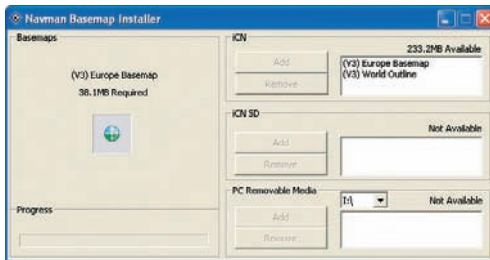 Navman Basemap Installer
Basemaps
(V3) Europe Basemap
38.1MB Required
Progress
iCN
233.2MB Available
Add
Remove
(V3) Europe Basemap
(V3) World Outline
iCN SD
Not Available
Add
Remove
PC Removable Media
I:\
Not Available
Add
Remove